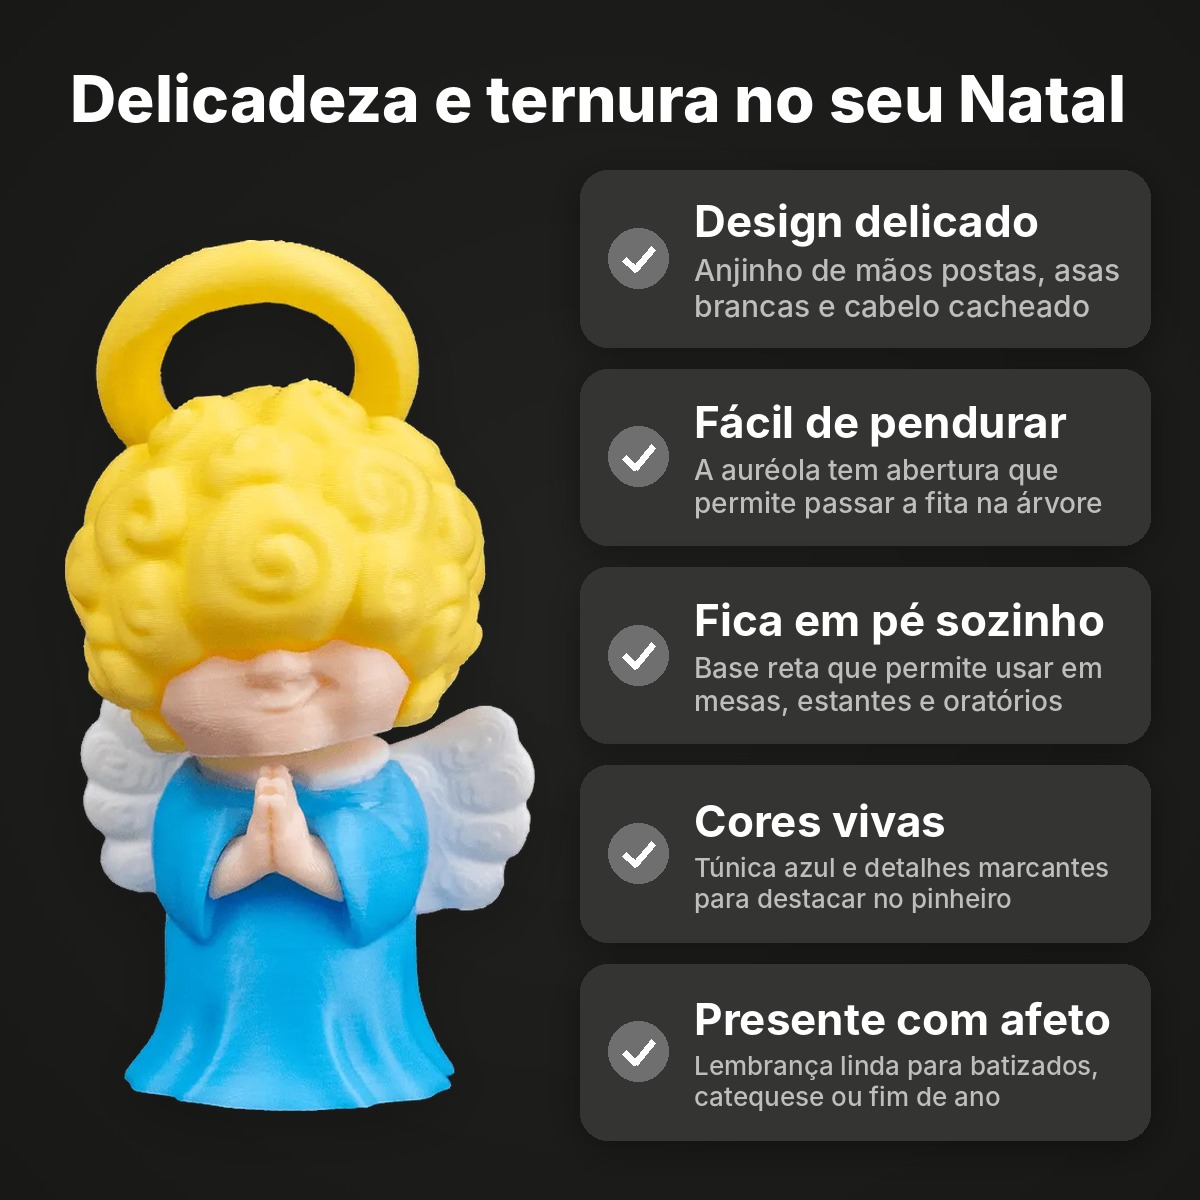 Delicadeza e ternura no seu Natal
Design delicado
Anjinho de mãos postas, asas
brancas e cabelo cacheado
Fácil de pendurar
A auréola tem abertura que
permite passar a fita na árvore
Fica em pé sozinho
Base reta que permite usar em
mesas, estantes e oratórios
Cores vivas
Túnica azul e detalhes marcantes
para destacar no pinheiro
Presente com afeto
Lembrança linda para batizados,
catequese ou fim de ano